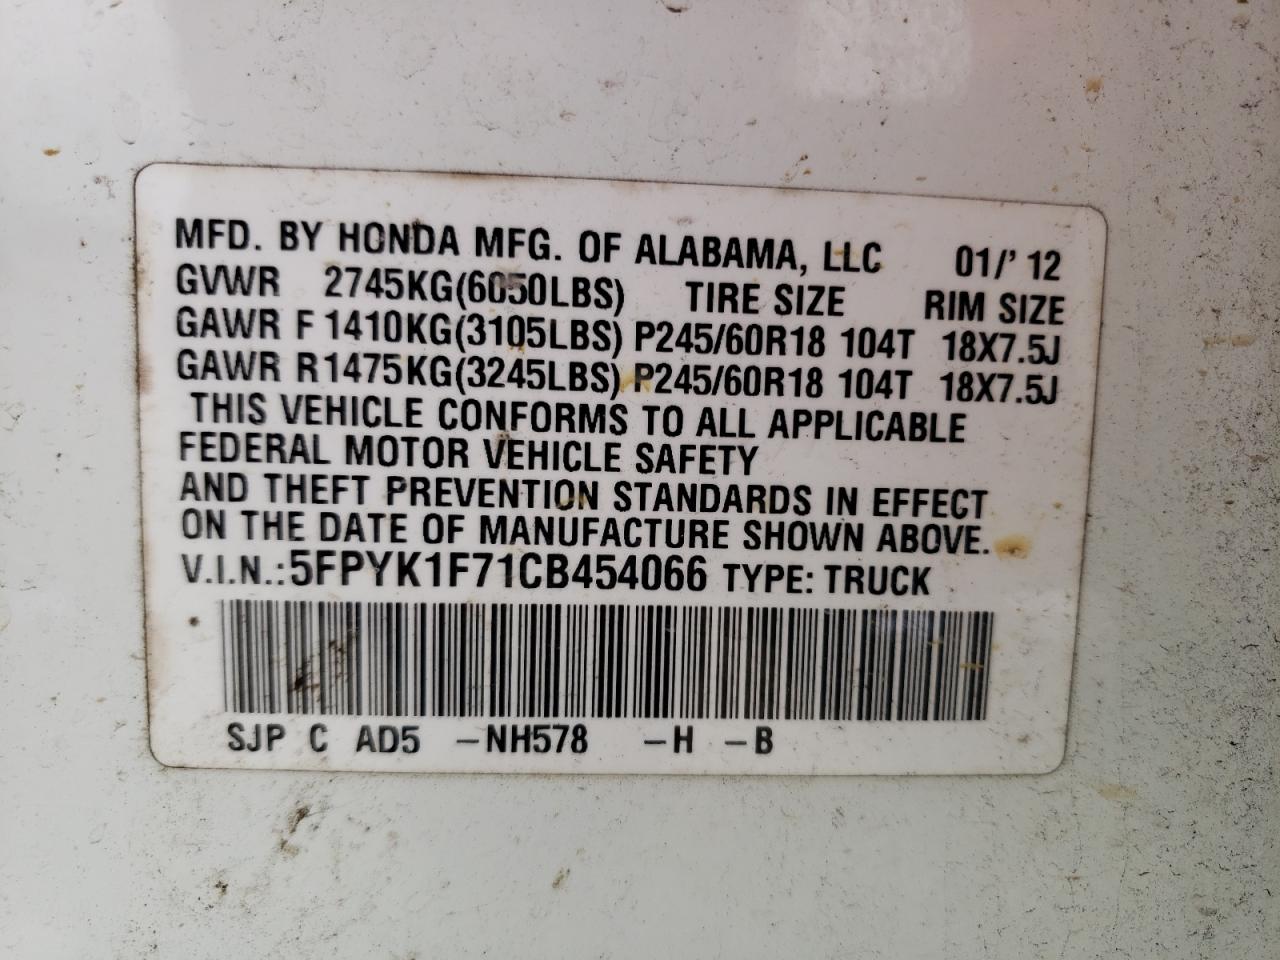 MFD. BY HONDA MFG. OF ALABAMA, LLC 01/' 12
GVWR 2745KG(6050LBS) TIRE SIZE RIM SIZE
GAWR F 1410KG(3105LBS) P245/60R18 104T 18X7.5J
GAWR R1475KG(3245LBS) P245/60R18 104T 18X7.5J
THIS VEHICLE CONFORMS TO ALL APPLICABLE
FEDERAL MOTOR VEHICLE SAFETY
AND THEFT PREVENTION STANDARDS IN EFFECT
ON THE DATE OF MANUFACTURE SHOWN ABOVE.
V.I.N.:5FPYK1F71CB454066 TYPE: TRUCK
SJP C AD5 -NH578 -H -B